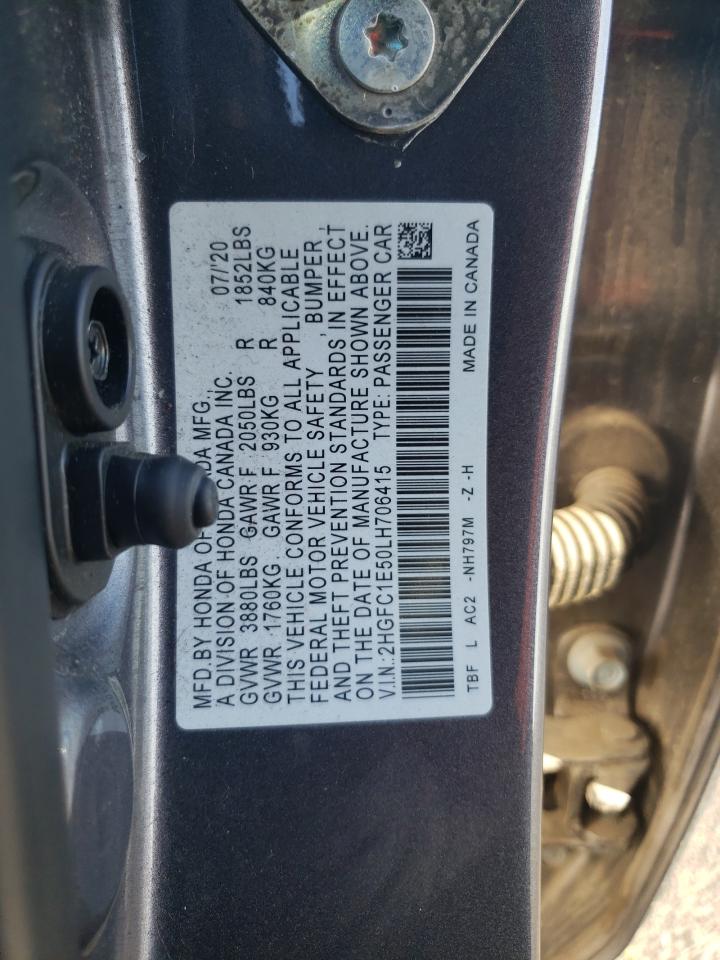 MFD.BY HONDA OF CANADA MFG., 07/'20
A DIVISION OF HONDA CANADA INC.
GVWR 3880LBS GAWR F 2050LBS R 1852LBS
GVWR 1760KG GAWR F 930KG R 840KG
THIS VEHICLE CONFORMS TO ALL APPLICABLE
FEDERAL MOTOR VEHICLE SAFETY , BUMPER ,
AND THEFT PREVENTION STANDARDS IN EFFECT
ON THE DATE OF MANUFACTURE SHOWN ABOVE.
V.I.N.:2HGFC1E50LH706415 TYPE: PASSENGER CAR
TBF L AC2 -NH797M -Z -H MADE IN CANADA